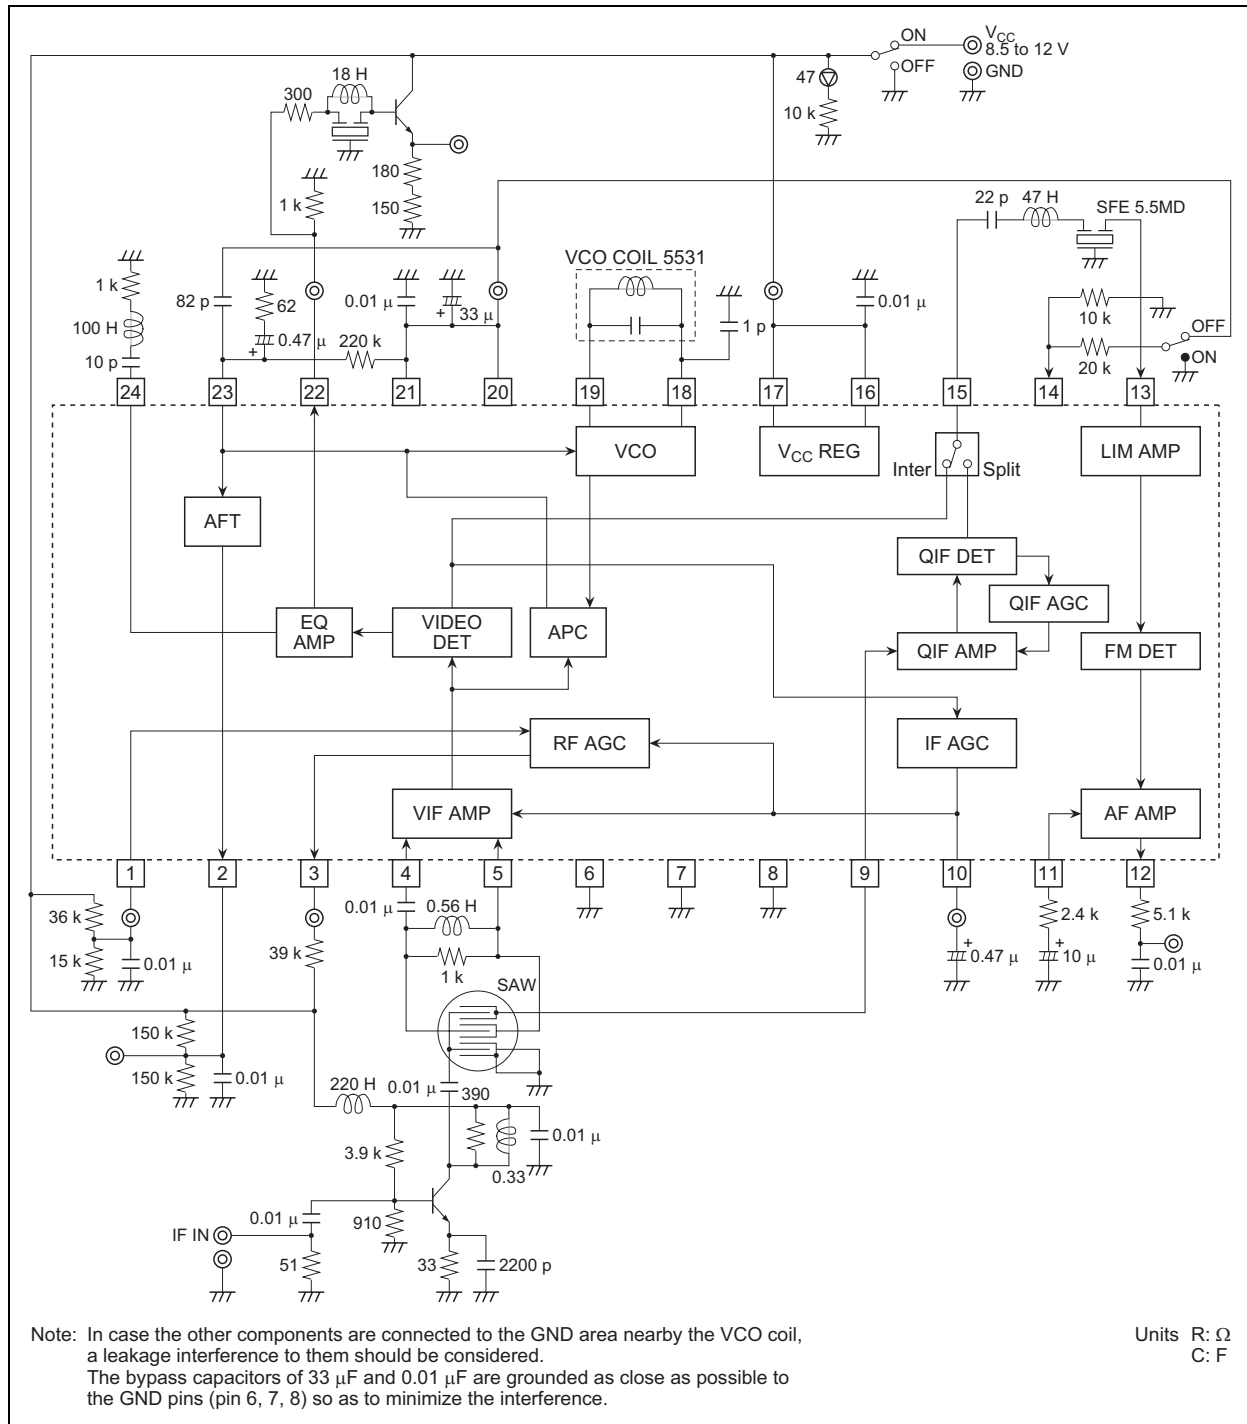 ON
VCC
8.5 to 12 V
OFF
GND
47
10 k
18 H
300
180
150
1 k
22 p
47 H
SFE 5.5MD
VCO COIL 5531
1 k
100 H
10 p
82 p
62
0.47 µ
+
220 k
0.01 µ
33 µ
+
1 p
0.01 µ
10 k
20 k
OFF
ON
24
23
22
21
20
19
18
17
16
15
14
13
VCO
VCC REG
Inter
Split
LIM AMP
AFT
QIF DET
QIF AGC
EQ
AMP
VIDEO
DET
APC
QIF AMP
FM DET
RF AGC
IF AGC
VIF AMP
AF AMP
1
2
3
4
5
6
7
8
9
10
11
12
36 k
15 k
0.01 µ
39 k
0.01 µ
0.56 H
1 k
SAW
+
0.47 µ
2.4 k
+
10 µ
5.1 k
0.01 µ
150 k
150 k
0.01 µ
220 H
0.01 µ
390
3.9 k
0.33
0.01 µ
IF IN
0.01 µ
51
910
33
2200 p
Note: In case the other components are connected to the GND area nearby the VCO coil,
a leakage interference to them should be considered.
The bypass capacitors of 33 µF and 0.01 µF are grounded as close as possible to
the GND pins (pin 6, 7, 8) so as to minimize the interference.
Units R: Ω
C: F